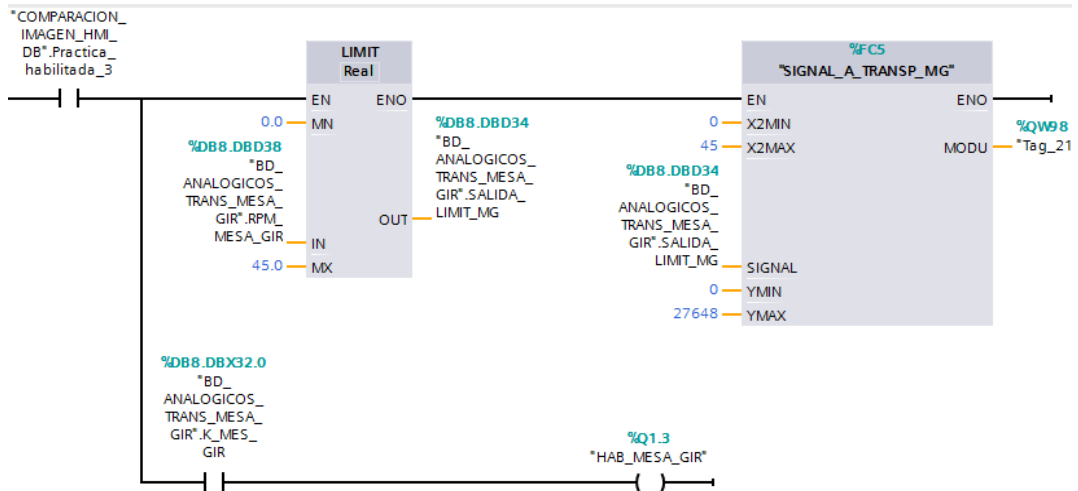 "COMPARACION_
IMAGEN_HMI_
DB".Practica_
habilitada_3
LIMIT
Real
EN
ENO
0.0
MN
%DB8.DBD38
"BD_
ANALOGICOS_
TRANS_MESA_
GIR".RPM_
MESA_GIR
IN
45.0
MX
OUT
%DB8.DBD34
"BD_
ANALOGICOS_
TRANS_MESA_
GIR".SALIDA_
LIMIT_MG
%FC5
"SIGNAL_A_TRANSP_MG"
EN
ENO
0
X2MIN
45
X2MAX
%DB8.DBD34
"BD_
ANALOGICOS_
TRANS_MESA_
GIR".SALIDA_
LIMIT_MG
SIGNAL
0
YMIN
27648
YMAX
MODU
%QW98
"Tag_21
%DB8.DBX32.0
"BD_
ANALOGICOS_
TRANS_MESA_
GIR".K_MES_
GIR
%Q1.3
"HAB_MESA_GIR"